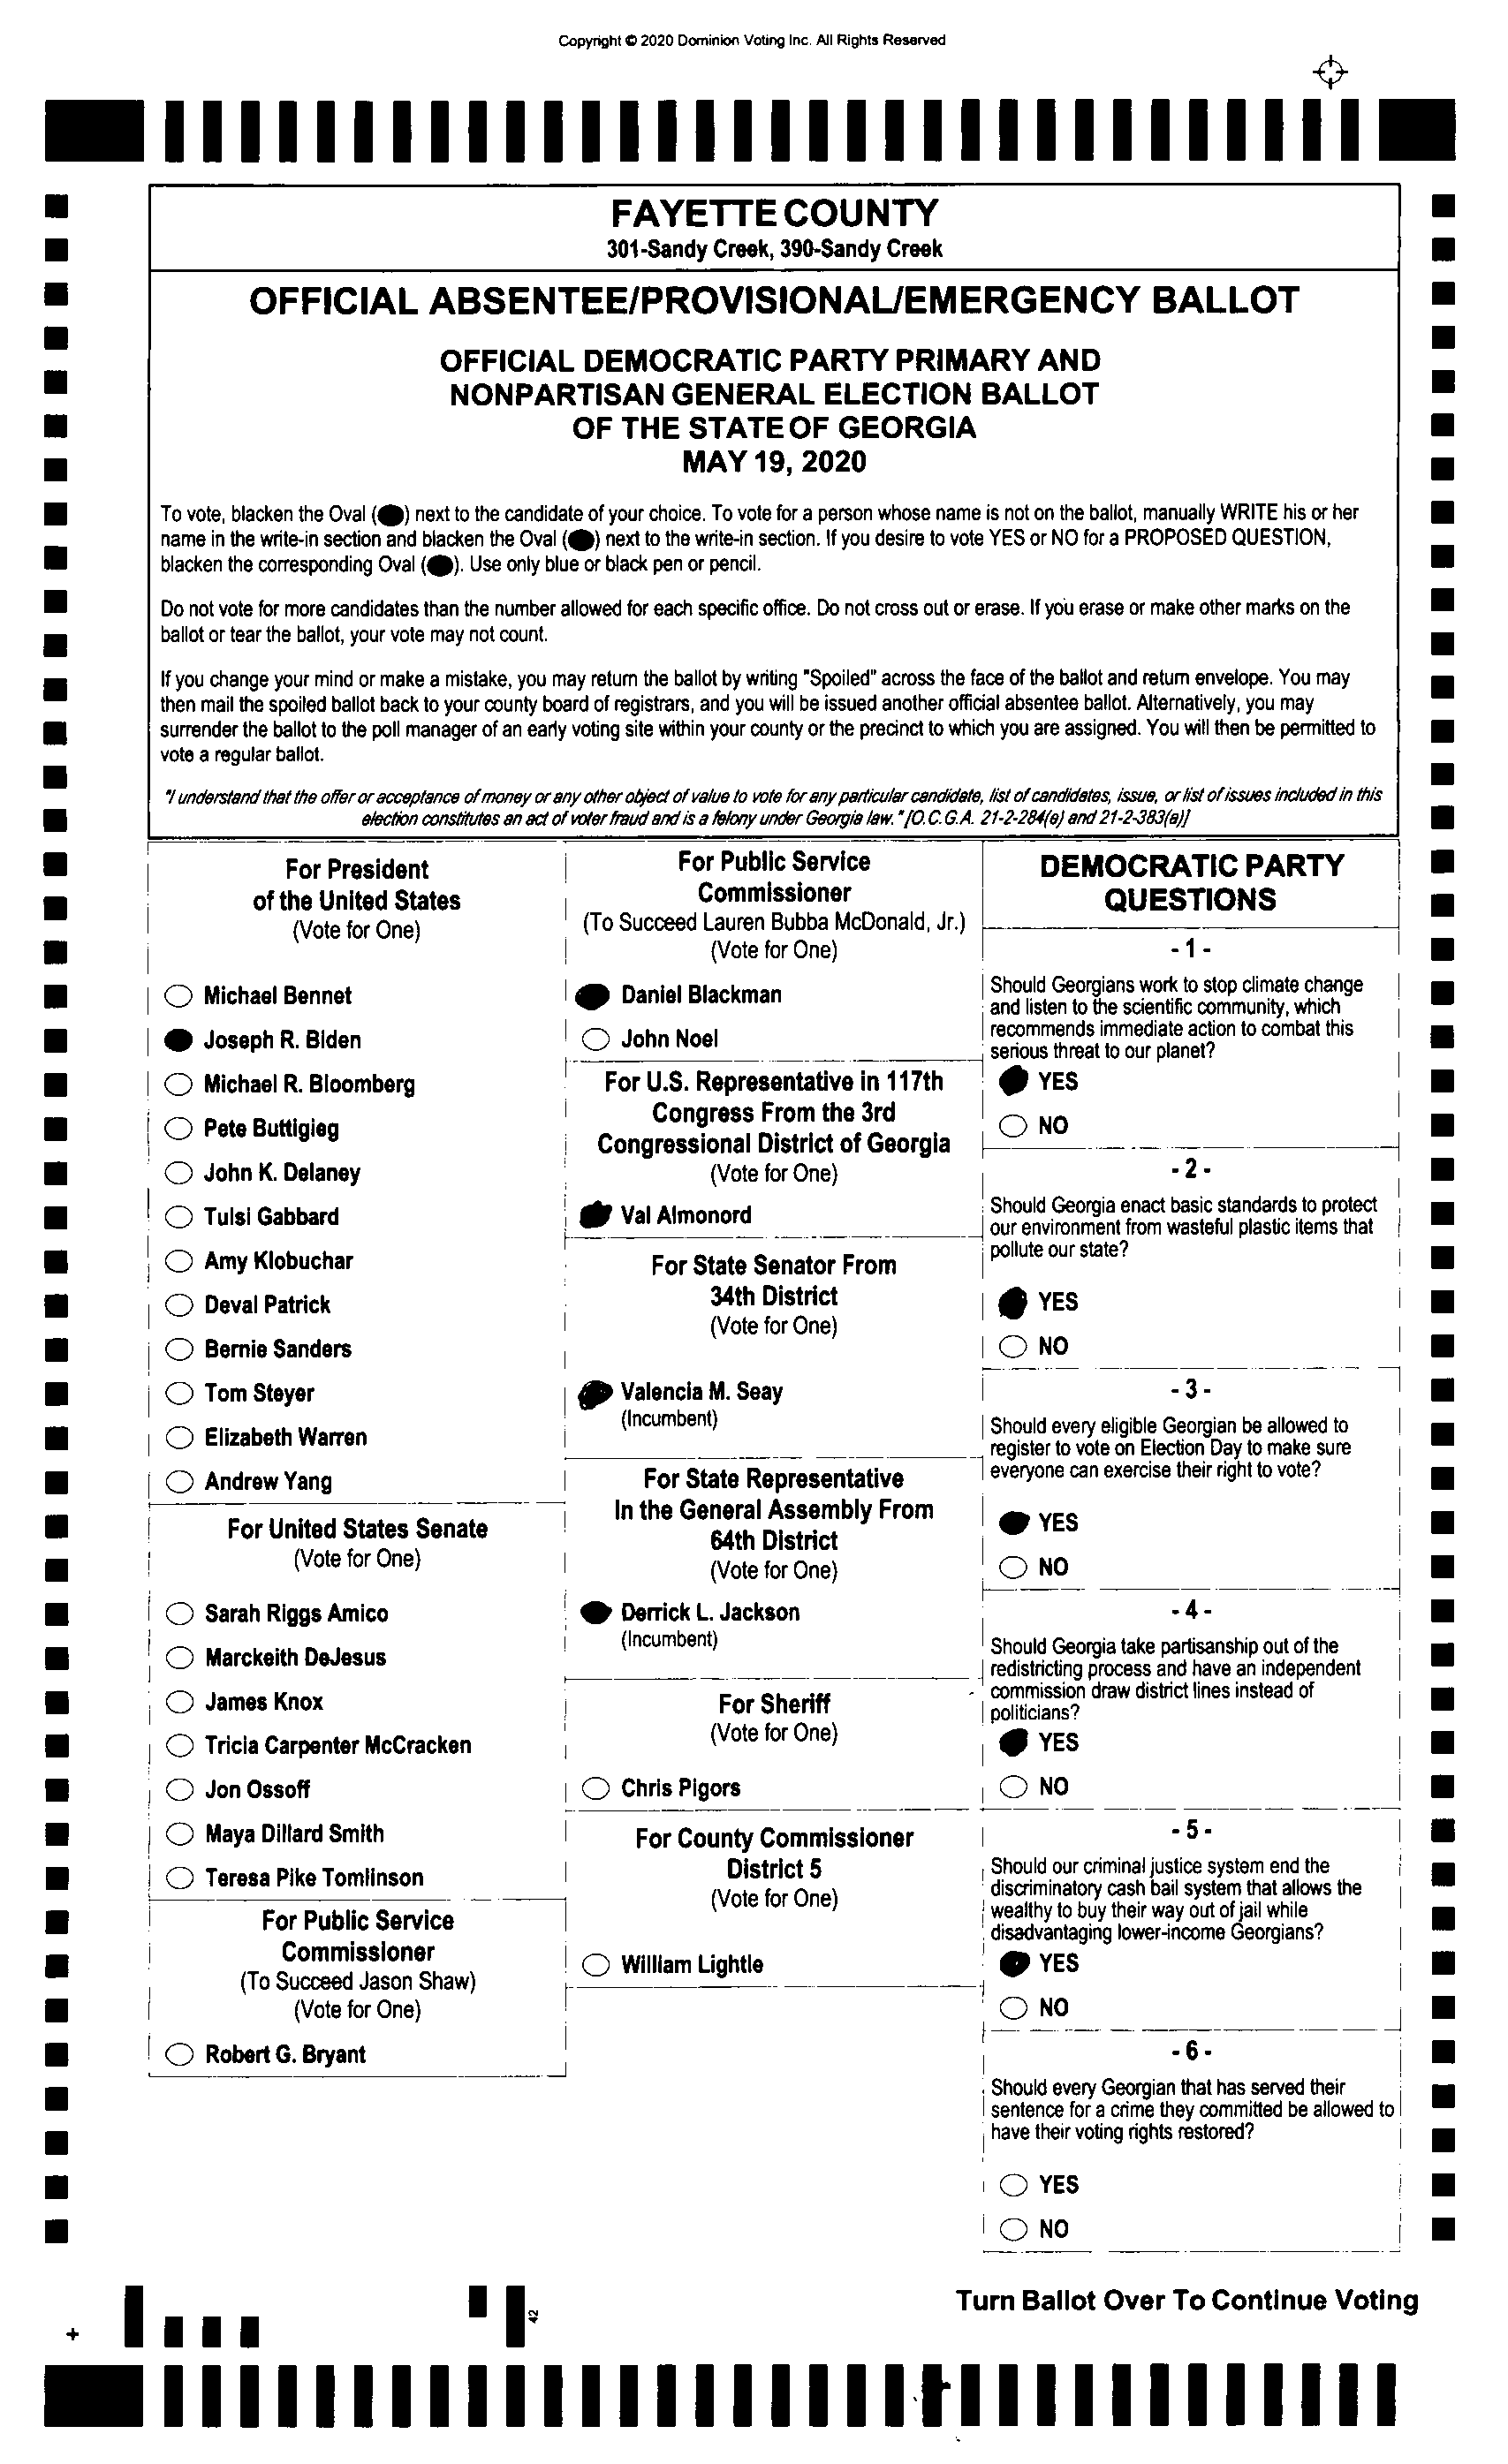 Copyright © 2020 Dominion Voting Inc. All Rights Reserved
FAYETTE COUNTY
301-Sandy Creek, 390-Sandy Creek
OFFICIAL ABSENTEE/PROVISIONAL/EMERGENCY BALLOT
OFFICIAL DEMOCRATIC PARTY PRIMARY AND
NONPARTISAN GENERAL ELECTION BALLOT
OF THE STATE OF GEORGIA
MAY 19, 2020
To vote, blacken the Oval ( ) next to the candidate of your choice. To vote for a person whose name is not on the ballot, manually WRITE his or her
name in the write-in section and blacken the Oval ( ) next to the write-in section. If you desire to vote YES or NO for a PROPOSED QUESTION,
blacken the corresponding Oval ( ). Use only blue or black pen or pencil.
Do not vote for more candidates than the number allowed for each specific office. Do not cross out or erase. If you erase or make other marks on the
ballot or tear the ballot, your vote may not count.
If you change your mind or make a mistake, you may return the ballot by writing "Spoiled" across the face of the ballot and return envelope. You may
then mail the spoiled ballot back to your county board of registrars, and you will be issued another official absentee ballot. Alternatively, you may
surrender the ballot to the poll manager of an early voting site within your county or the precinct to which you are assigned. You will then be permitted to
vote a regular ballot.
"I understand that the offer or acceptance of money or any other object of value to vote for any particular candidate, list of candidates, issue, or list of issues included in this
election constitutes an act of voter fraud and is a felony under Georgia law." [O.C.G.A. 21-2-284(e) and 21-2-383(a)]
For President
of the United States
(Vote for One)
Michael Bennet
Joseph R. Biden
Michael R. Bloomberg
Pete Buttigieg
John K. Delaney
Tulsi Gabbard
Amy Klobuchar
Deval Patrick
Bernie Sanders
Tom Steyer
Elizabeth Warren
Andrew Yang
For United States Senate
(Vote for One)
Sarah Riggs Amico
Marckeith DeJesus
James Knox
Tricia Carpenter McCracken
Jon Ossoff
Maya Dillard Smith
Teresa Pike Tomlinson
For Public Service
Commissioner
(To Succeed Jason Shaw)
(Vote for One)
Robert G. Bryant
For Public Service
Commissioner
(To Succeed Lauren Bubba McDonald, Jr.)
(Vote for One)
Daniel Blackman
John Noel
For U.S. Representative in 117th
Congress From the 3rd
Congressional District of Georgia
(Vote for One)
Val Almonord
For State Senator From
34th District
(Vote for One)
Valencia M. Seay
(Incumbent)
For State Representative
In the General Assembly From
64th District
(Vote for One)
Derrick L. Jackson
(Incumbent)
For Sheriff
(Vote for One)
Chris Pigors
For County Commissioner
District 5
(Vote for One)
William Lightle
DEMOCRATIC PARTY
QUESTIONS
- 1 -
Should Georgians work to stop climate change
and listen to the scientific community, which
recommends immediate action to combat this
serious threat to our planet?
YES
NO
- 2 -
Should Georgia enact basic standards to protect
our environment from wasteful plastic items that
pollute our state?
YES
NO
- 3 -
Should every eligible Georgian be allowed to
register to vote on Election Day to make sure
everyone can exercise their right to vote?
YES
NO
- 4 -
Should Georgia take partisanship out of the
redistricting process and have an independent
commission draw district lines instead of
politicians?
YES
NO
- 5 -
Should our criminal justice system end the
discriminatory cash bail system that allows the
wealthy to buy their way out of jail while
disadvantaging lower-income Georgians?
YES
NO
- 6 -
Should every Georgian that has served their
sentence for a crime they committed be allowed to
have their voting rights restored?
YES
NO
Turn Ballot Over To Continue Voting
42